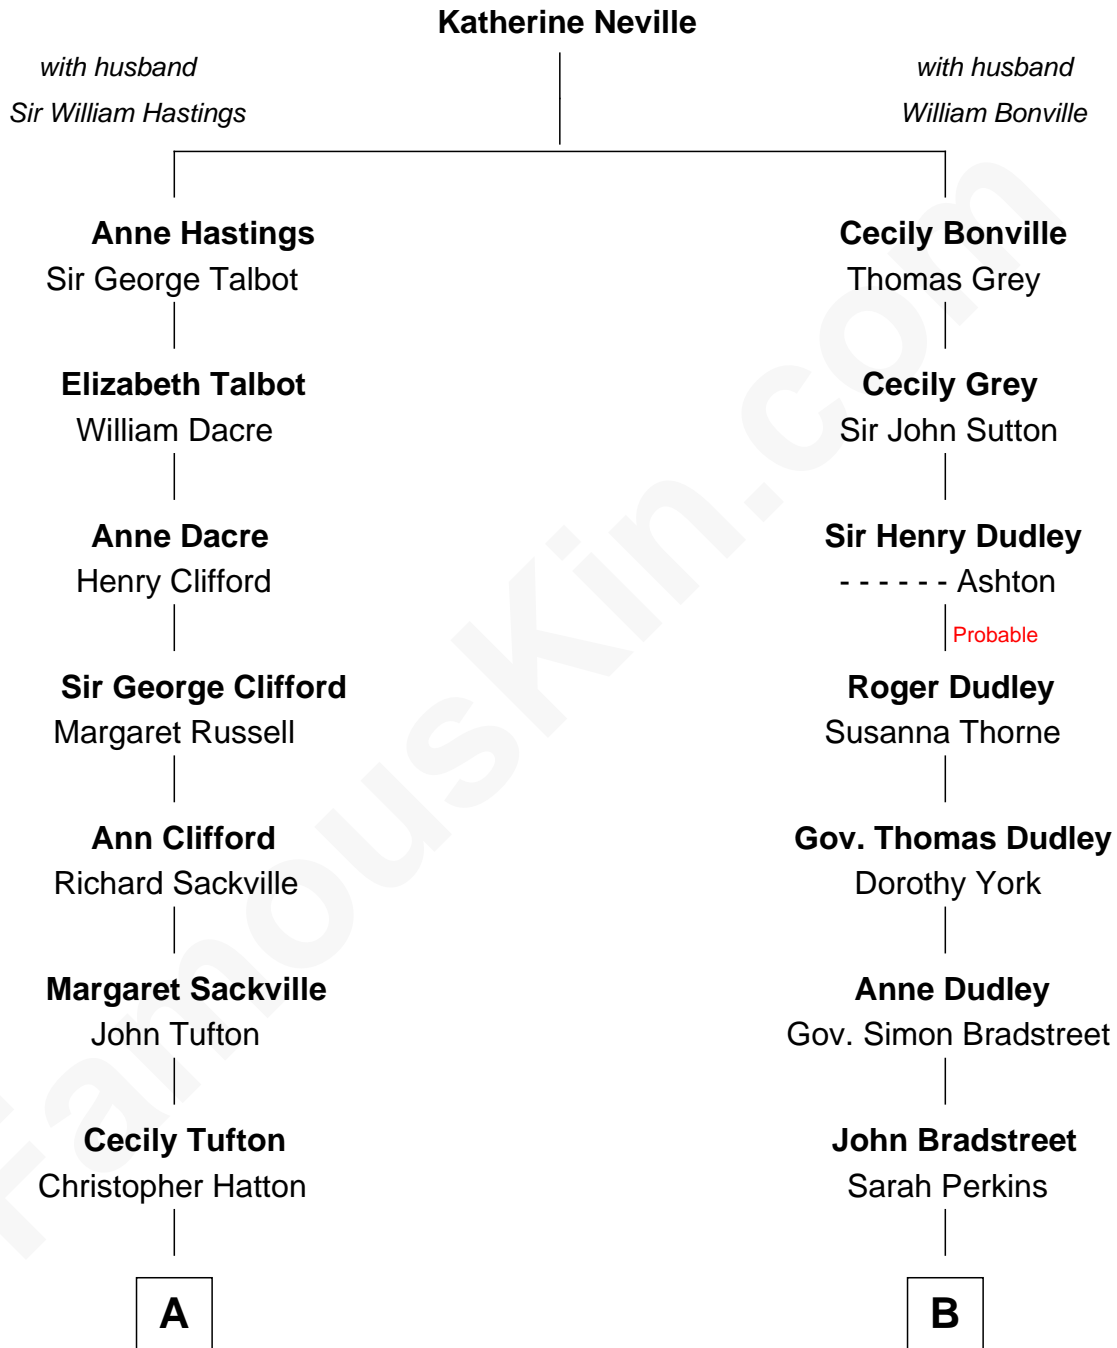 Katherine Neville
with husband
Sir William Hastings
with husband
William Bonville
Anne Hastings
Sir George Talbot
Elizabeth Talbot
William Dacre
Anne Dacre
Henry Clifford
Sir George Clifford
Margaret Russell
Ann Clifford
Richard Sackville
Margaret Sackville
John Tufton
Cecily Tufton
Christopher Hatton
A
Cecily Bonville
Thomas Grey
Cecily Grey
Sir John Sutton
Sir Henry Dudley
- - - - - - Ashton
Probable
Roger Dudley
Susanna Thorne
Gov. Thomas Dudley
Dorothy York
Anne Dudley
Gov. Simon Bradstreet
John Bradstreet
Sarah Perkins
B
FamousKin.com